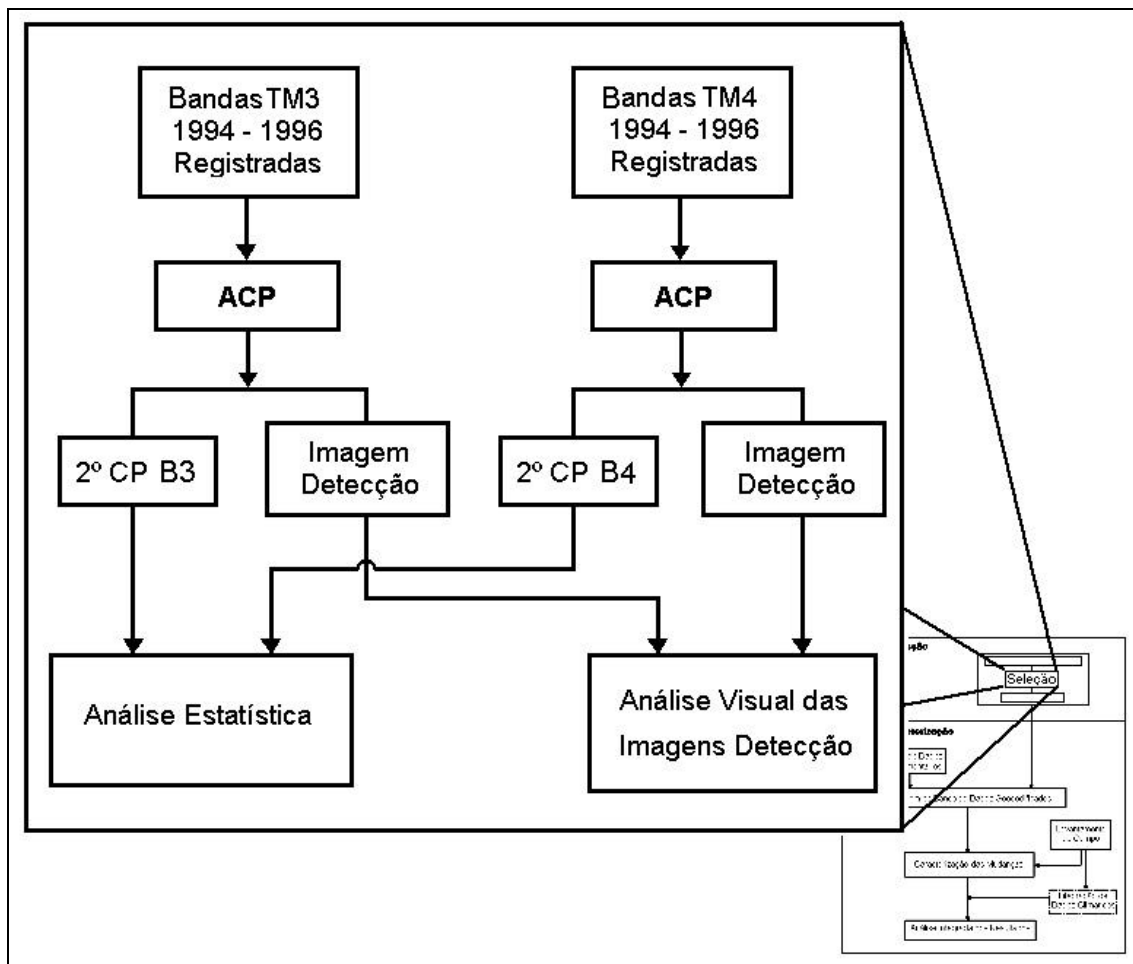 Bandas TM3
1994 - 1996
Registradas
Bandas TM4
1994 - 1996
Registradas
ACP
ACP
2º CP B3
Imagem
Detecção
2º CP B4
Imagem
Detecção
Análise Estatística
Análise Visual das
Imagens Detecção
Seleção
Caracterização das Mudanças